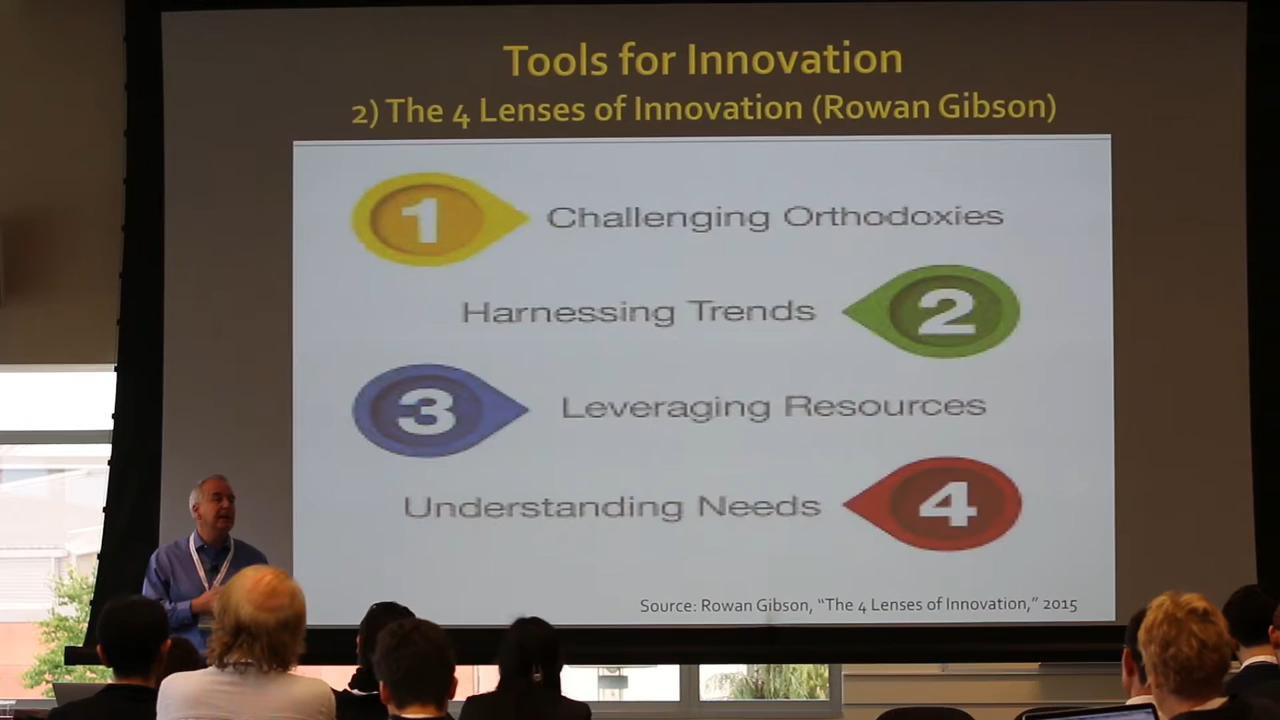 Tools for Innovation
2) The 4 Lenses of Innovation (Rowan Gibson)
1 Challenging Orthodoxies
Harnessing Trends 2
3 Leveraging Resources
Understanding Needs 4
Source: Rowan Gibson, “The 4 Lenses of Innovation,” 2015